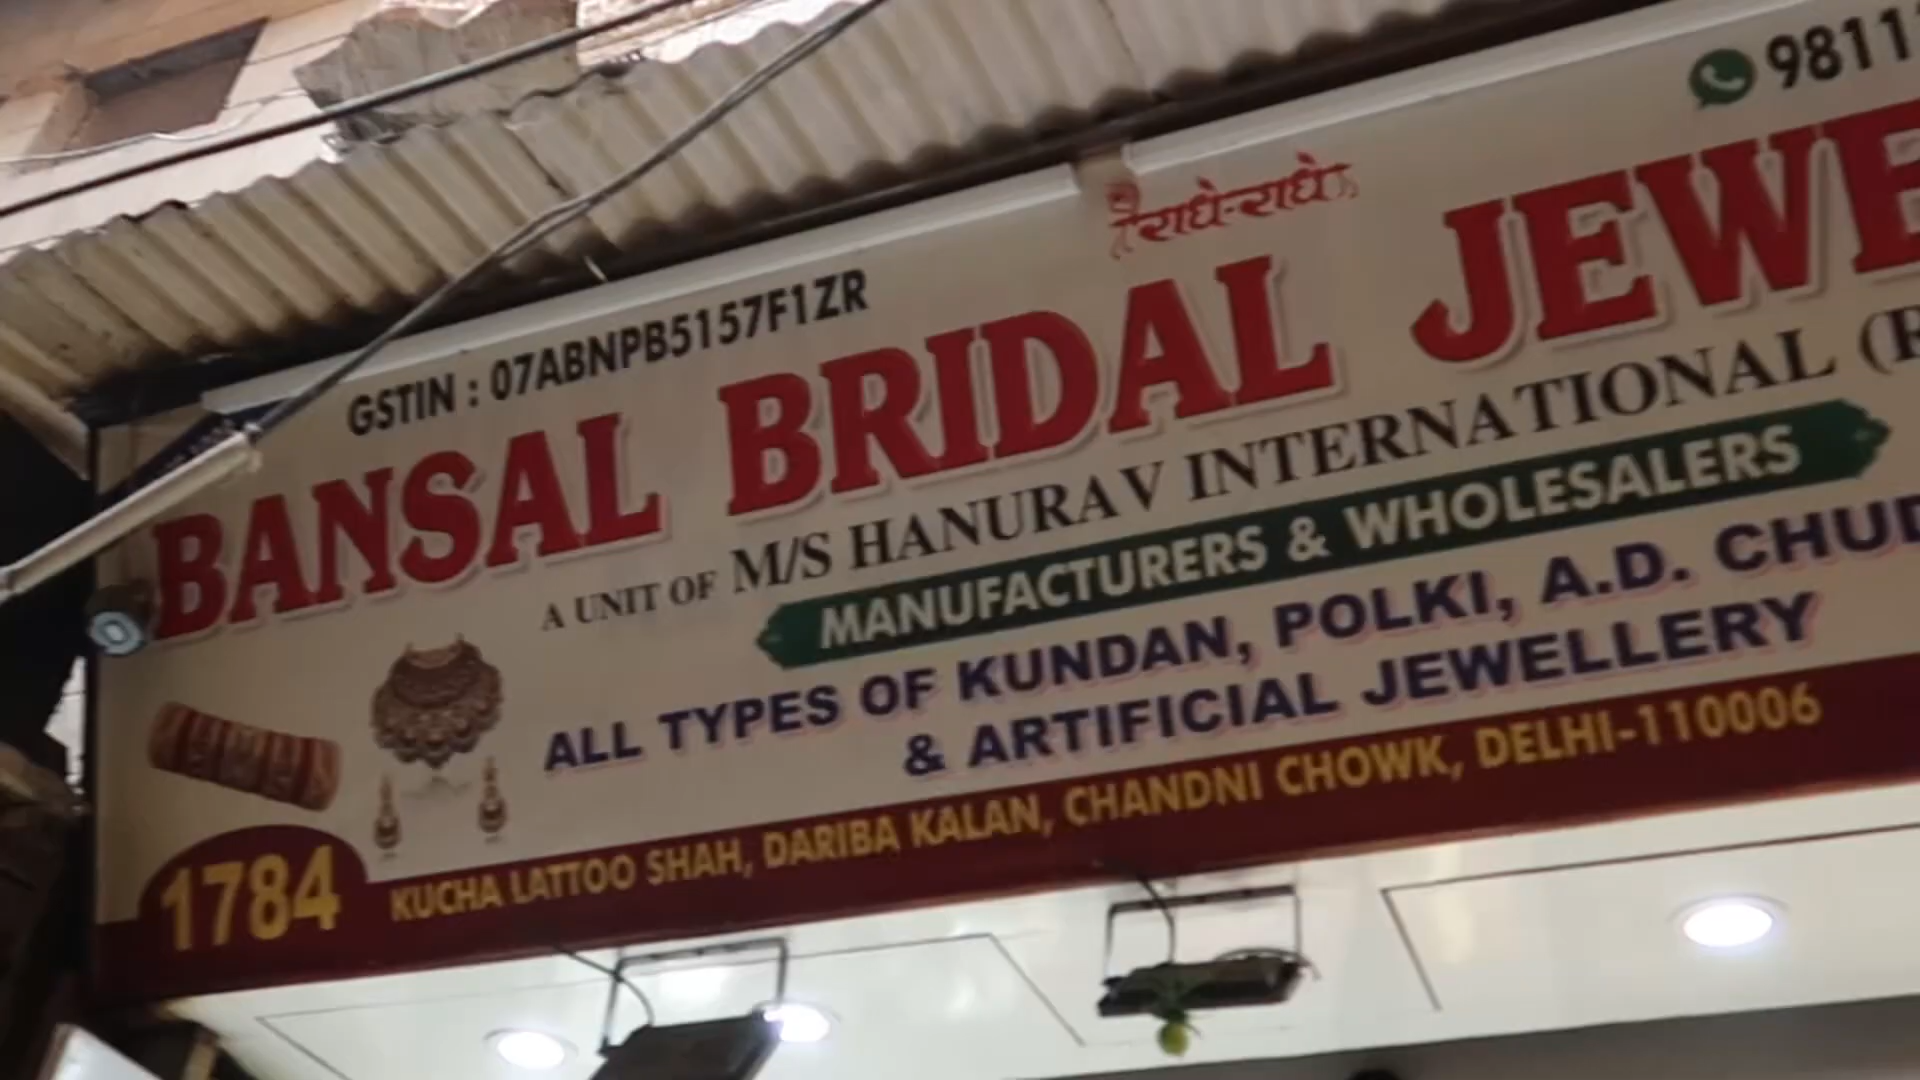 9811
राधे-राधे
GSTIN : 07ABNPB5157F1ZR
BANSAL BRIDAL JEWE
A UNIT OF M/S HANURAV INTERNATIONAL (R
MANUFACTURERS & WHOLESALERS
ALL TYPES OF KUNDAN, POLKI, A.D. CHUD
& ARTIFICIAL JEWELLERY
1784 KUCHA LATTOO SHAH, DARIBA KALAN, CHANDNI CHOWK, DELHI-110006